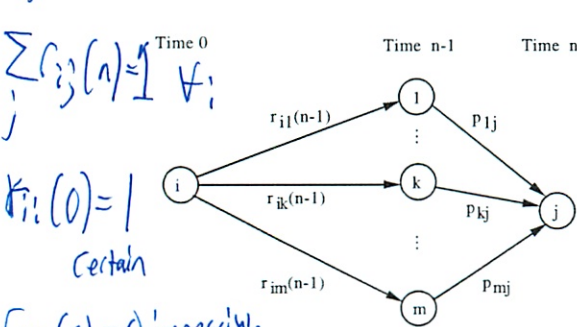 Time 0
Time n-1
Time n
∑ r_ij(n)=1 ∀i
j
r_i1(n-1)
1
p_1j
⋮
i
r_ik(n-1)
k
p_kj
j
r_ii(0)=1
certain
⋮
r_im(n-1)
m
p_mj
impossible